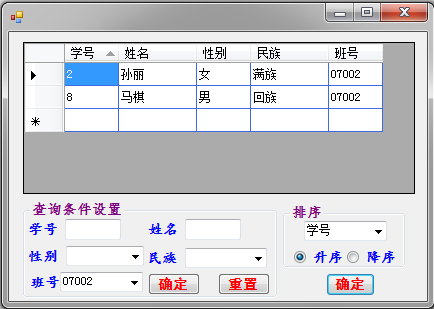 学号 姓名 性别 民族 班号
2 孙丽 女 满族 07002
8 马棋 男 回族 07002
查询条件设置
学号 姓名
性别 民族
班号 07002 确定 重置
排序
学号
升序 降序
确定